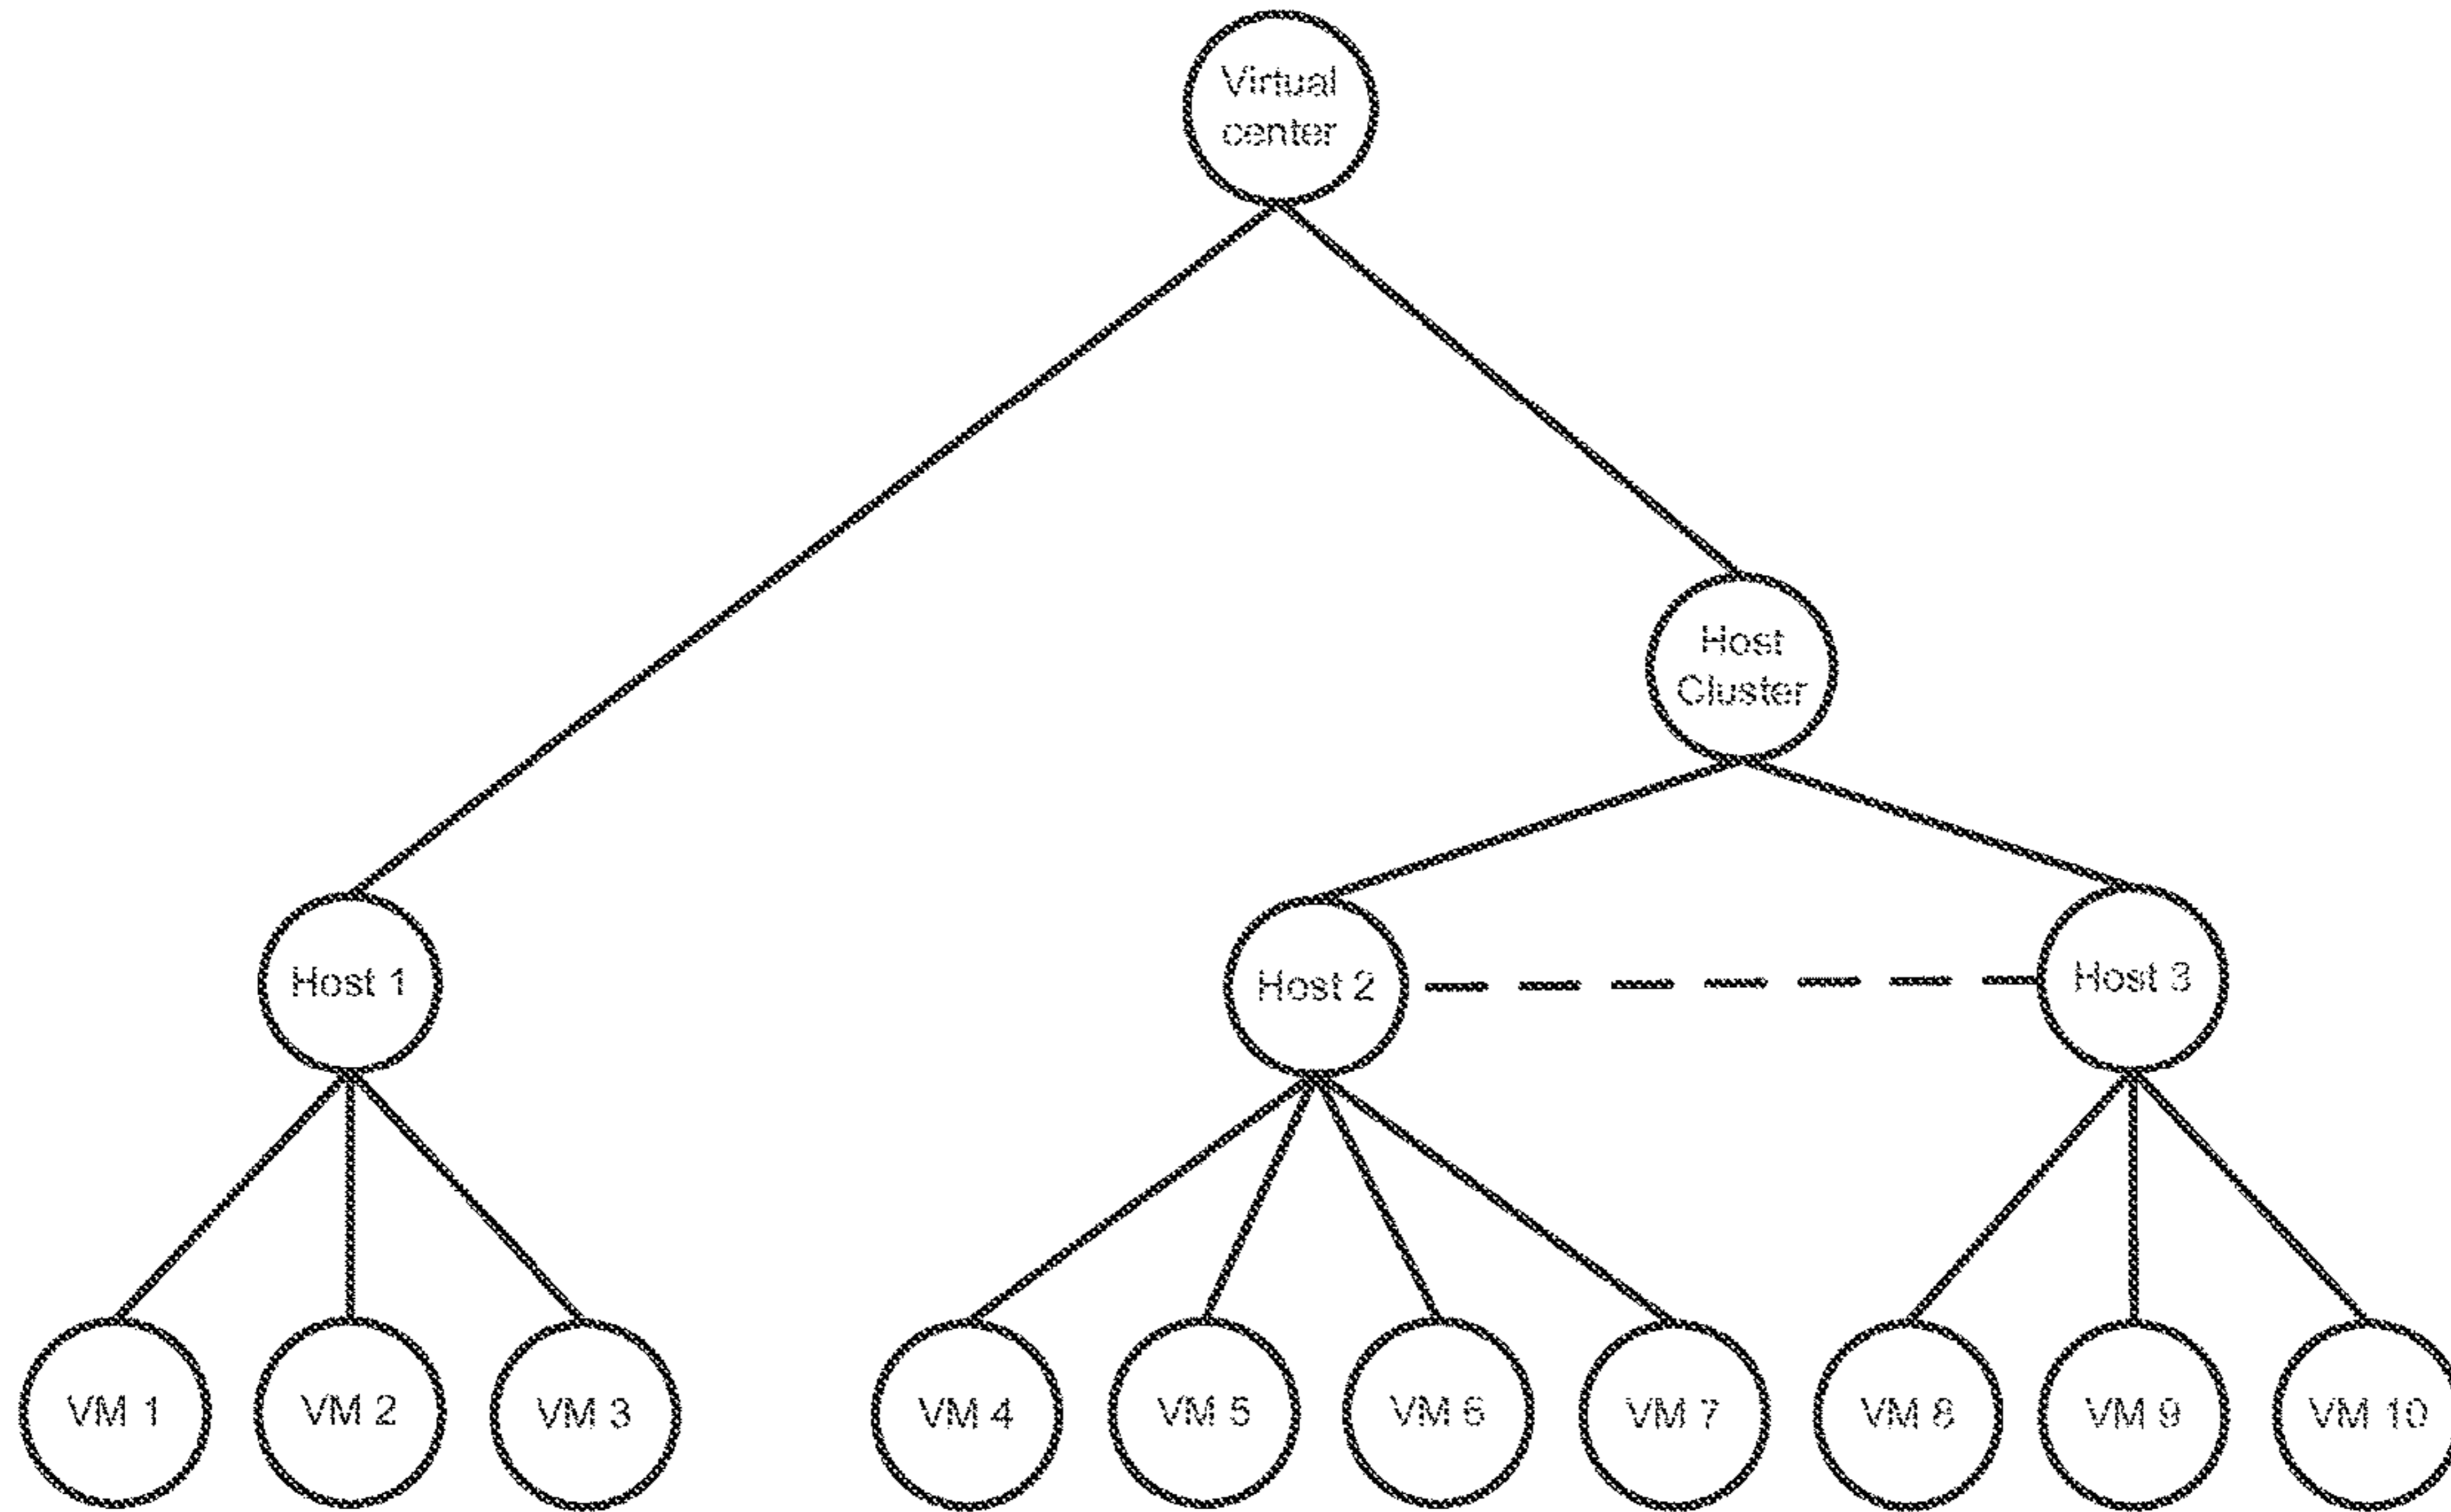 Virtual
center
Host
Cluster
Host 1
Host 2
Host 3
VM 1
VM 2
VM 3
VM 4
VM 5
VM 6
VM 7
VM 8
VM 9
VM 10